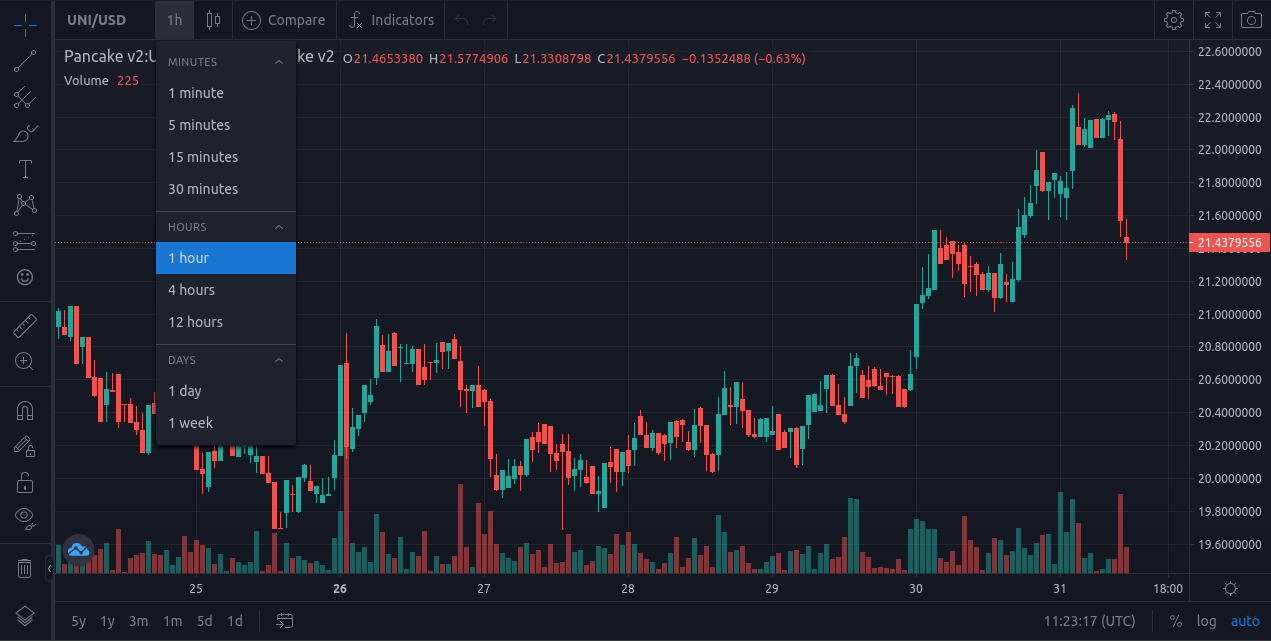 UNI/USD 1h Compare Indicators
Pancake v2:U ke v2 O21.4653380 H21.5774906 L21.3308798 C21.4379556 −0.1352488 (−0.63%)
Volume 225
MINUTES
1 minute
5 minutes
15 minutes
30 minutes
HOURS
1 hour
4 hours
12 hours
DAYS
1 day
1 week
22.6000000
22.4000000
22.2000000
22.0000000
21.8000000
21.6000000
21.4379556
21.2000000
21.0000000
20.8000000
20.6000000
20.4000000
20.2000000
20.0000000
19.8000000
19.6000000
25 26 27 28 29 30 31 18:00
5y 1y 3m 1m 5d 1d 11:23:17 (UTC) % log auto